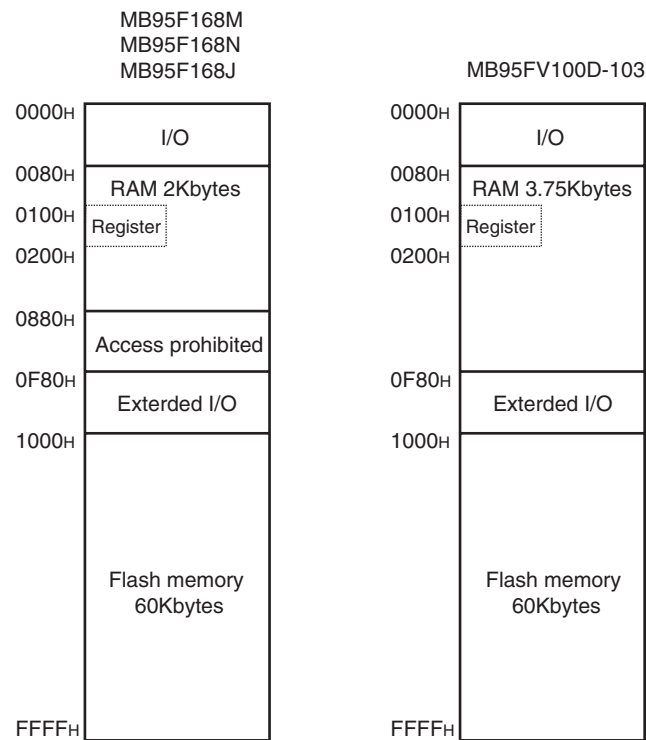 MB95F168M
MB95F168N
MB95F168J
0000H
I/O
0080H
RAM 2Kbytes
0100H
Register
0200H
0880H
Access prohibited
0F80H
Exterded I/O
1000H
Flash memory
60Kbytes
FFFFH
MB95FV100D-103
0000H
I/O
0080H
RAM 3.75Kbytes
0100H
Register
0200H
0F80H
Exterded I/O
1000H
Flash memory
60Kbytes
FFFFH